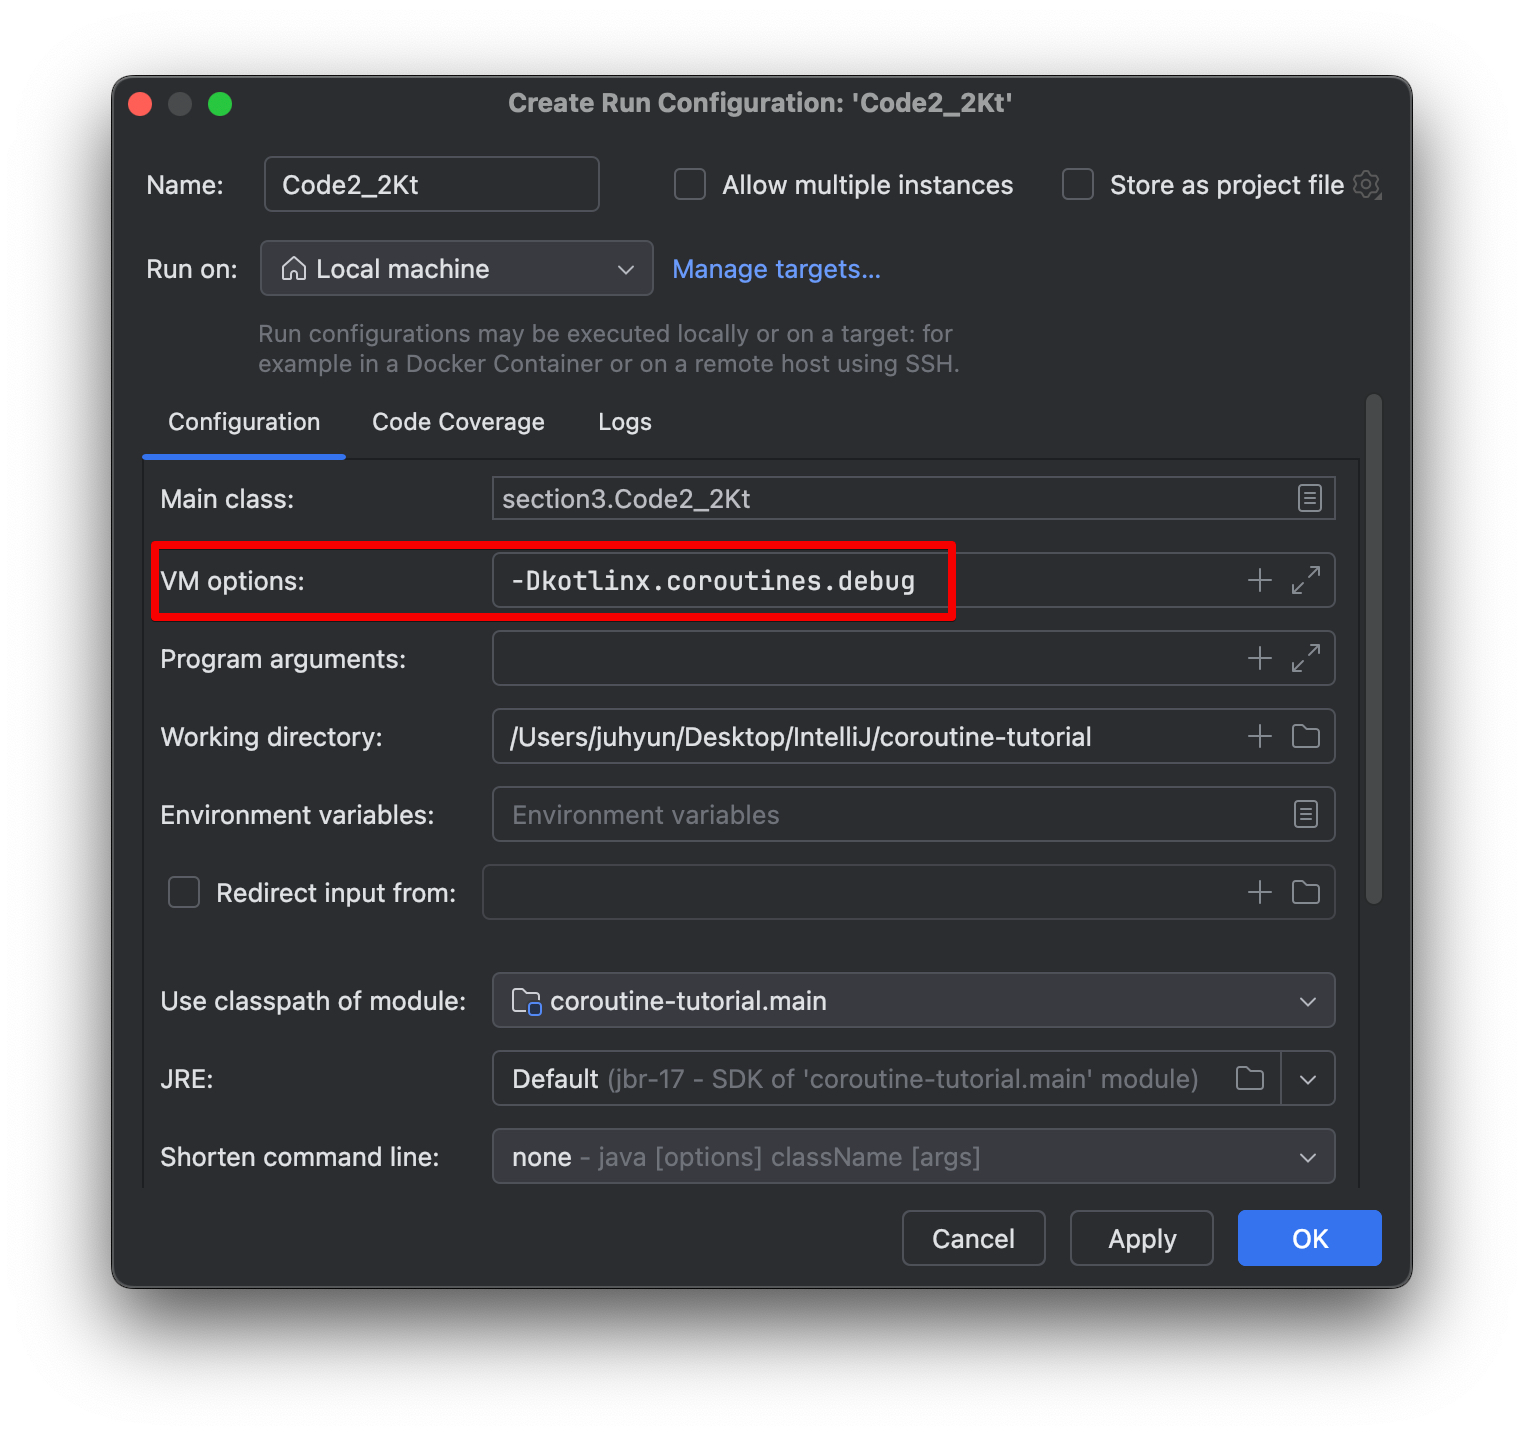 Create Run Configuration: 'Code2_2Kt'
Name: Code2_2Kt Allow multiple instances Store as project file
Run on: Local machine Manage targets...
Run configurations may be executed locally or on a target: for
example in a Docker Container or on a remote host using SSH.
Configuration Code Coverage Logs
Main class: section3.Code2_2Kt
VM options: -Dkotlinx.coroutines.debug
Program arguments:
Working directory: /Users/juhyun/Desktop/IntelliJ/coroutine-tutorial
Environment variables: Environment variables
Redirect input from:
Use classpath of module: coroutine-tutorial.main
JRE: Default (jbr-17 - SDK of 'coroutine-tutorial.main' module)
Shorten command line: none - java [options] className [args]
Cancel Apply OK